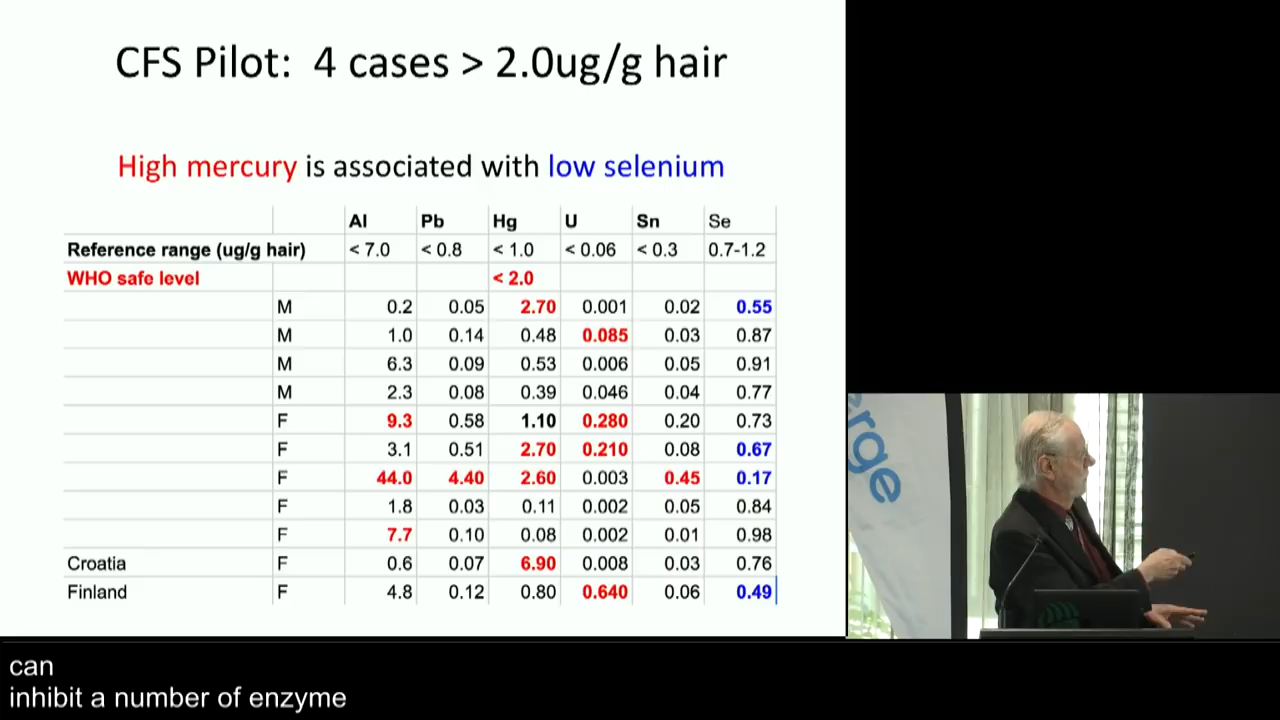 CFS Pilot: 4 cases > 2.0ug/g hair
High mercury is associated with low selenium
Al Pb Hg U Sn Se
Reference range (ug/g hair) < 7.0 < 0.8 < 1.0 < 0.06 < 0.3 0.7-1.2
WHO safe level < 2.0
M 0.2 0.05 2.70 0.001 0.02 0.55
M 1.0 0.14 0.48 0.085 0.03 0.87
M 6.3 0.09 0.53 0.006 0.05 0.91
M 2.3 0.08 0.39 0.046 0.04 0.77
F 9.3 0.58 1.10 0.280 0.20 0.73
F 3.1 0.51 2.70 0.210 0.08 0.67
F 44.0 4.40 2.60 0.003 0.45 0.17
F 1.8 0.03 0.11 0.002 0.05 0.84
F 7.7 0.10 0.08 0.002 0.01 0.98
Croatia F 0.6 0.07 6.90 0.008 0.03 0.76
Finland F 4.8 0.12 0.80 0.640 0.06 0.49
erge
can
inhibit a number of enzyme